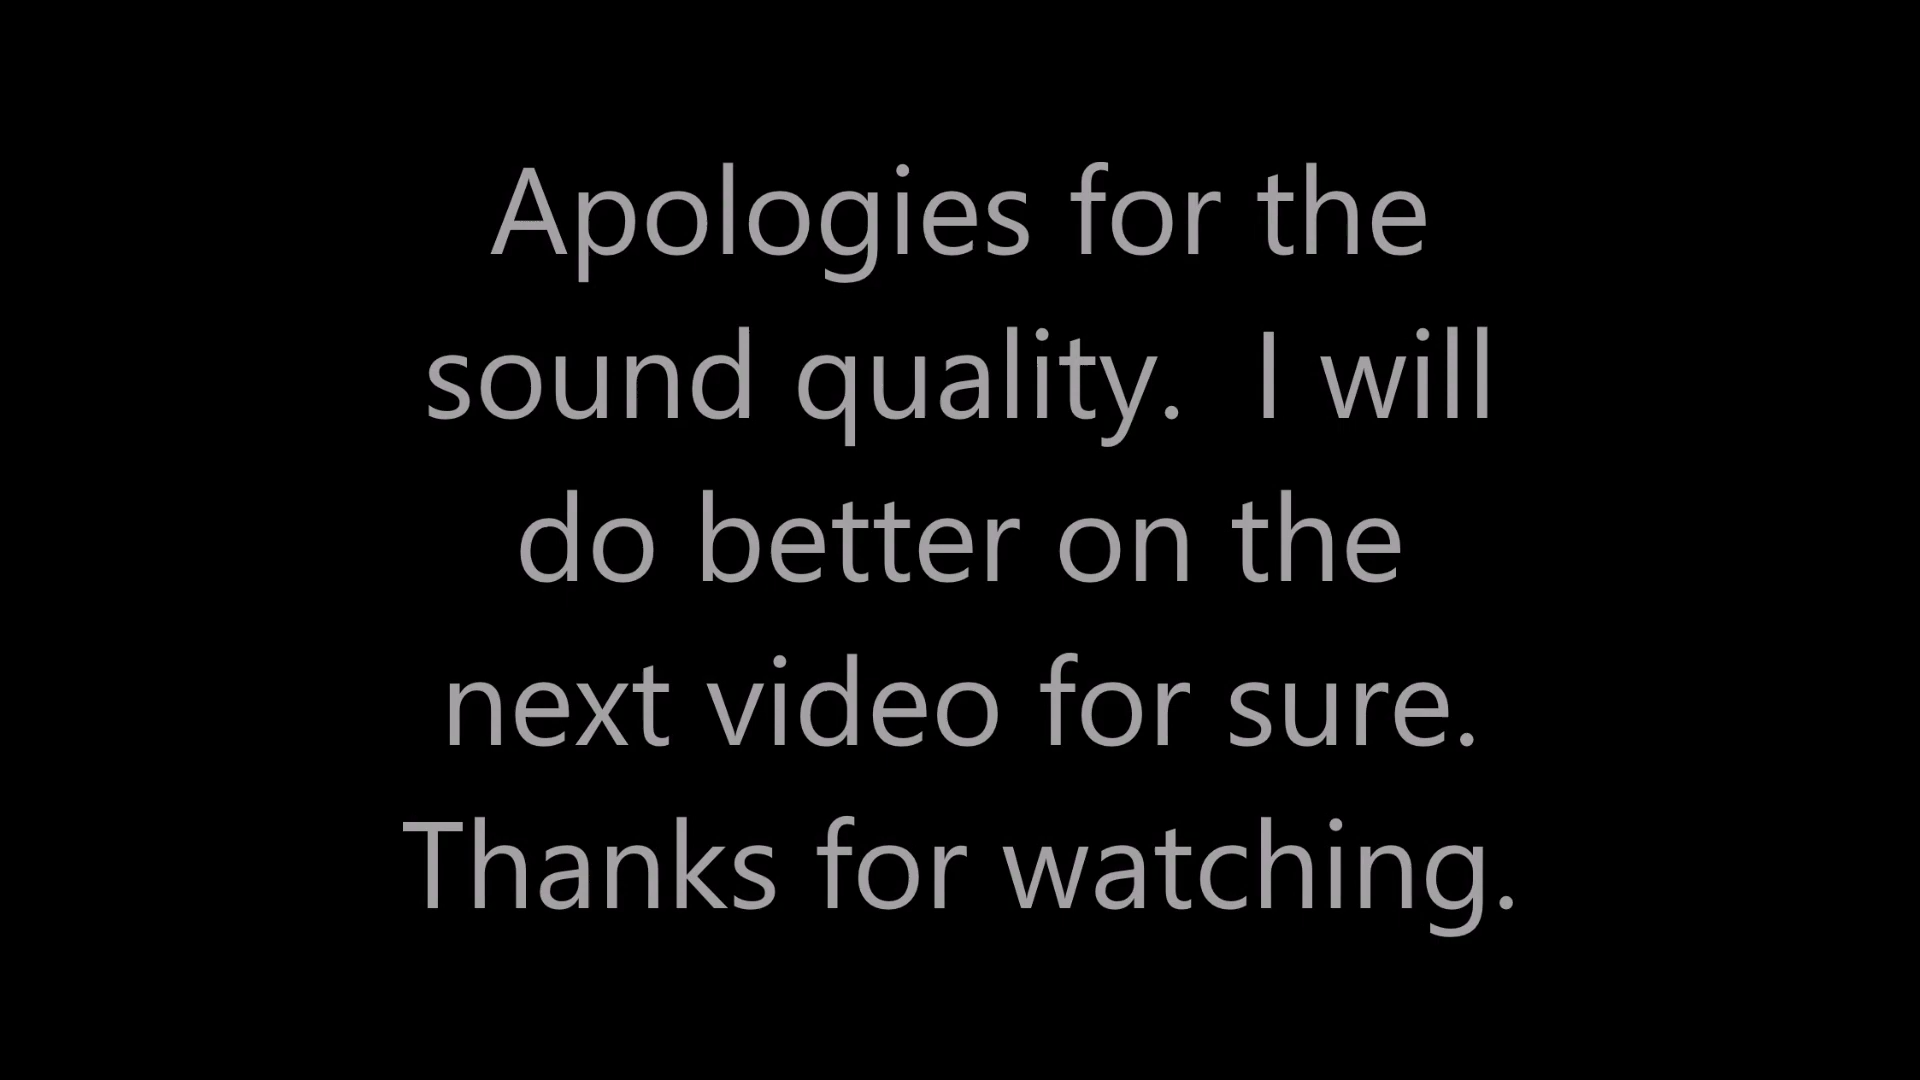 Apologies for the
sound quality.  I will
do better on the
next video for sure.
Thanks for watching.